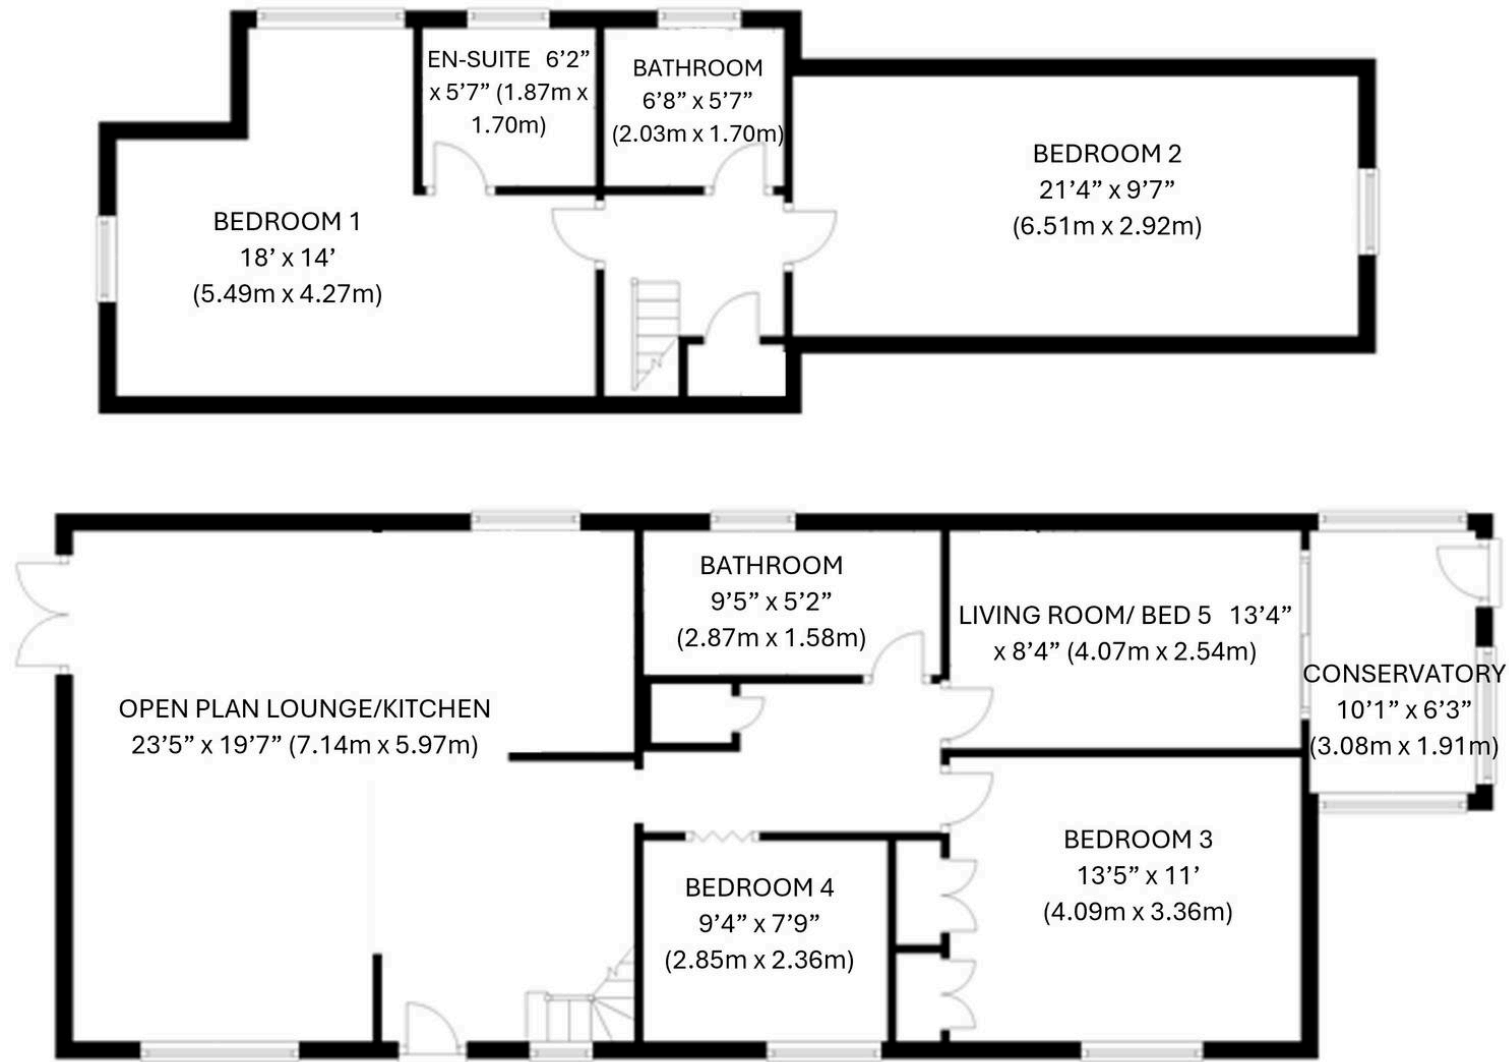 EN-SUITE 6’2”
x 5’7” (1.87m x
1.70m)
BATHROOM
6’8” x 5’7”
(2.03m x 1.70m)
BEDROOM 2
21’4” x 9’7”
(6.51m x 2.92m)
BEDROOM 1
18’ x 14’
(5.49m x 4.27m)
BATHROOM
9’5” x 5’2”
(2.87m x 1.58m)
LIVING ROOM/ BED 5 13’4”
x 8’4” (4.07m x 2.54m)
CONSERVATORY
10’1” x 6’3”
(3.08m x 1.91m)
OPEN PLAN LOUNGE/KITCHEN
23’5” x 19’7” (7.14m x 5.97m)
BEDROOM 3
13’5” x 11’
(4.09m x 3.36m)
BEDROOM 4
9’4” x 7’9”
(2.85m x 2.36m)